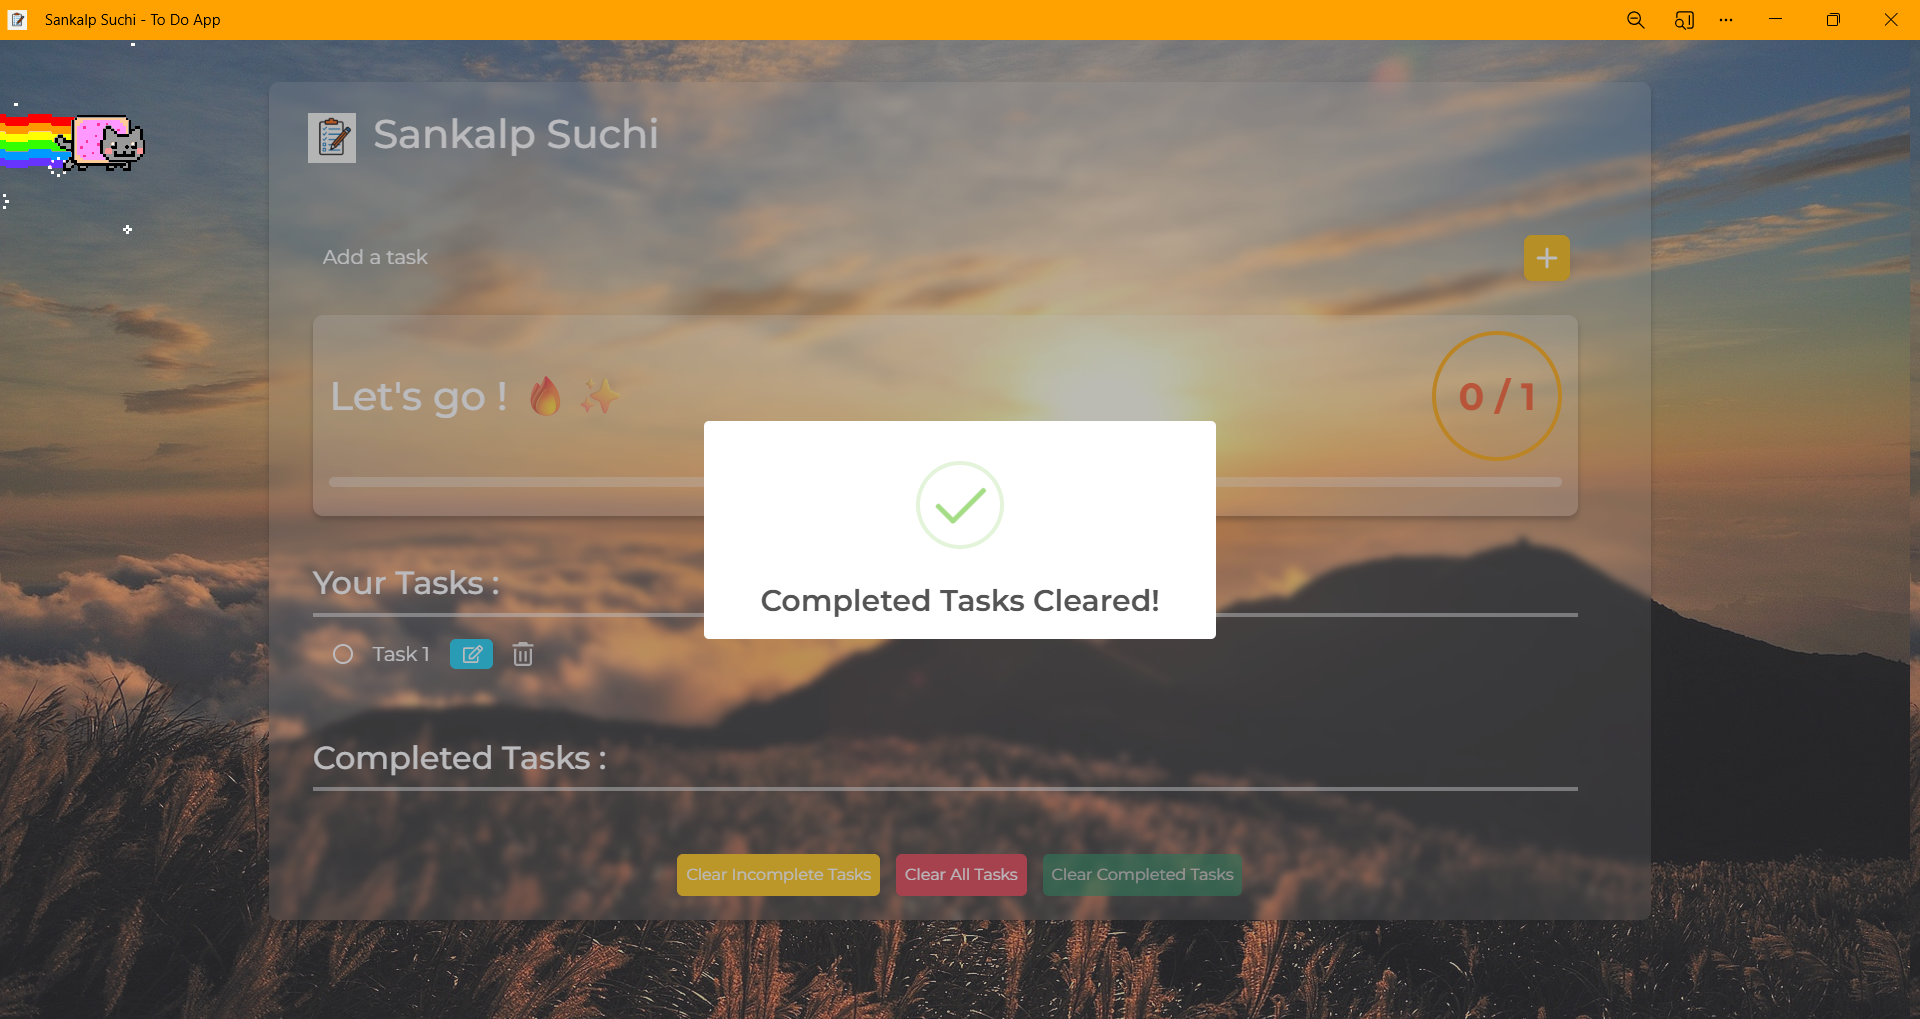 Sankalp Suchi - To Do App
Sankalp Suchi
Add a task
Let's go ! 🔥 ✨
0 / 1
Completed Tasks Cleared!
Your Tasks :
Task 1
Completed Tasks :
Clear Incomplete Tasks
Clear All Tasks
Clear Completed Tasks